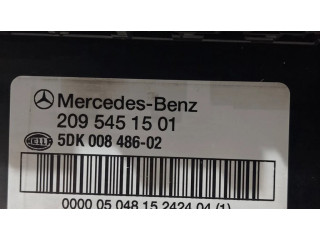 Mercedes-Benz
209 545 15 01
HELLA 5DK 008 486-02
0000 05 048 15 2424 04 (1)